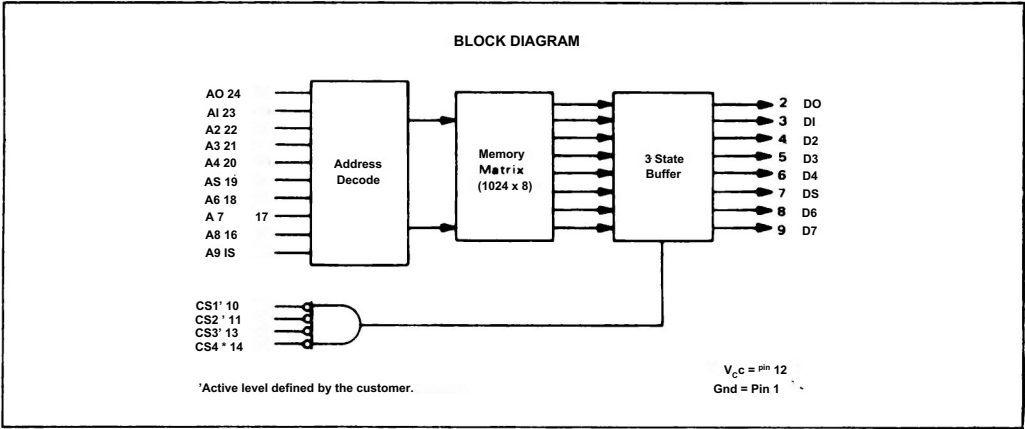 BLOCK DIAGRAM
AO 24
AI 23
A2 22
A3 21
A4 20
AS 19
A6 18
A 7 17
A8 16
A9 IS
Address
Decode
Memory
Matrix
(1024 x 8)
3 State
Buffer
2 DO
3 DI
4 D2
5 D3
6 D4
7 DS
8 D6
9 D7
CS1' 10
CS2 ' 11
CS3' 13
CS4 * 14
'Active level defined by the customer.
VCc = pin 12
Gnd = Pin 1